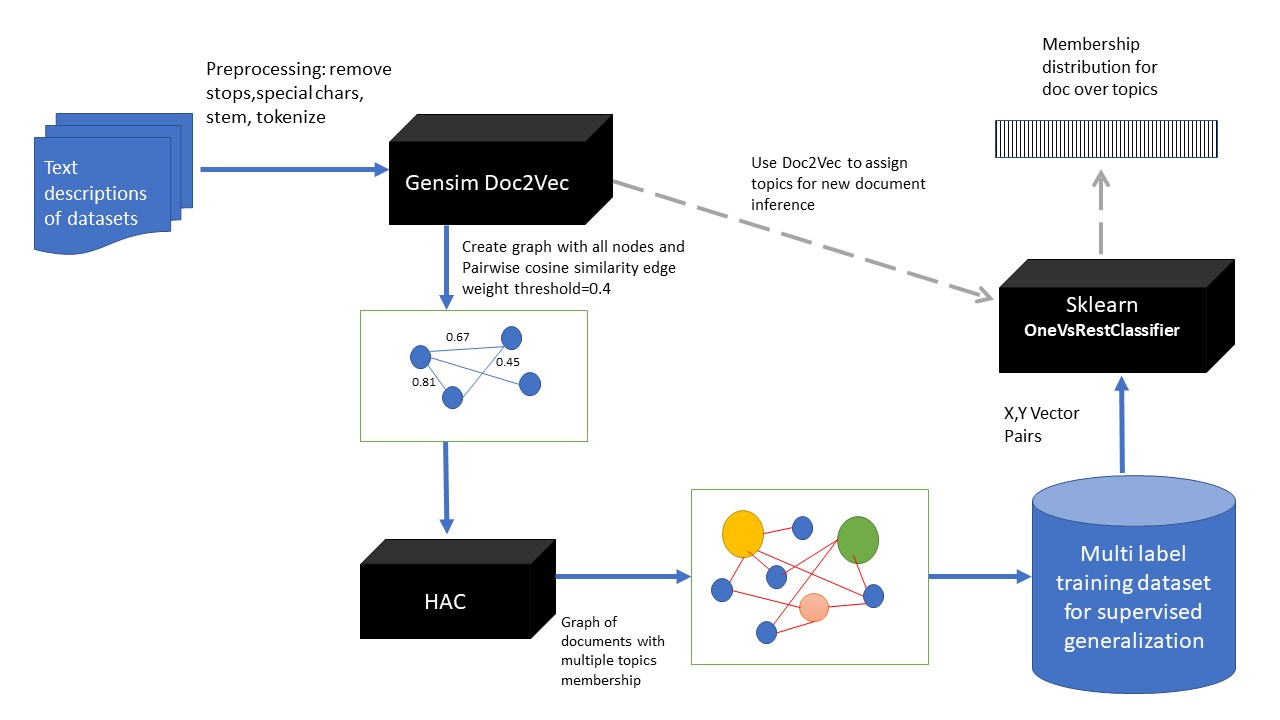 Text
descriptions
of datasets
Preprocessing: remove
stops,special chars,
stem, tokenize
Gensim Doc2Vec
Create graph with all nodes and
Pairwise cosine similarity edge
weight threshold=0.4
0.67
0.45
0.81
HAC
Graph of
documents with
multiple topics
membership
Multi label
training dataset
for supervised
generalization
X,Y Vector
Pairs
Sklearn
OneVsRestClassifier
Use Doc2Vec to assign
topics for new document
inference
Membership
distribution for
doc over topics